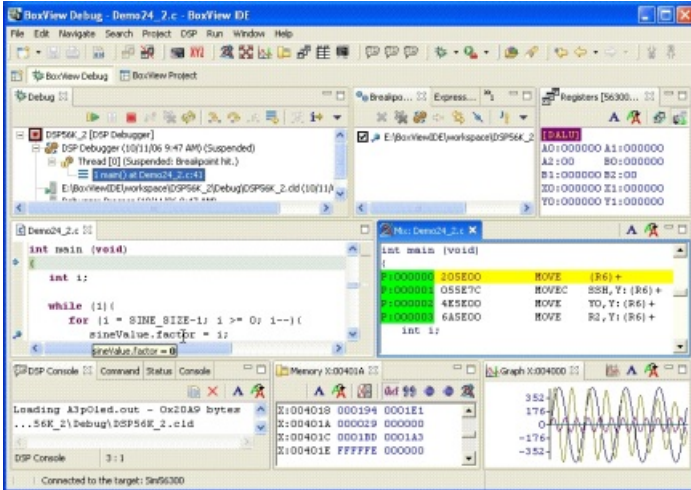 BoxView Debug - Demo24_2.c - BoxView IDE
File Edit Navigate Search Project DSP Run Window Help
BoxView Debug BoxView Project
Debug
Breakpo... Express...
Registers [56300...
DSP56K_2 [DSP Debugger]
DSP Debugger (10/11/06 9:47 AM) (Suspended)
Thread [0] (Suspended: Breakpoint hit.)
1 main() at Demo24_2.c:41
E:\BoxViewIDE\workspace\DSP56K_2\Debug\DSP56K_2.cld (10/11/
E:\BoxViewIDE\workspace\DSP56K_2
[DALU]
A0:000000 A1:000000
A2:00 B0:000000
B1:000000 B2:00
X0:000000 X1:000000
Y0:000000 Y1:000000
Demo24_2.c
int main (void)
{
int i;
while (1){
for (i = SINE_SIZE-1; i >= 0; i--){
sineValue.factor = i;
sineValue.factor = 0
Mix: Demo24_2.c
int main (void)
{
P:000000 205E00 MOVE (R6)+
P:000001 055E7C MOVEC SSH,Y:(R6)+
P:000002 4E5E00 MOVE Y0,Y:(R6)+
P:000003 6A5E00 MOVE R2,Y:(R6)+
int i;
DSP Console Command Status Console
Loading A3p0led.out - 0x20A9 bytes
...56K_2\Debug\DSP56K_2.cld
DSP Console 3:1
Memory X:00401A
X:004018 000194 0001E1
X:00401A 000029 000000
X:00401C 0001BD 0001A3
X:00401E FFFFFE 000000
Graph X:004000
352
176
0
-176
-352
Connected to the target: Sim56300